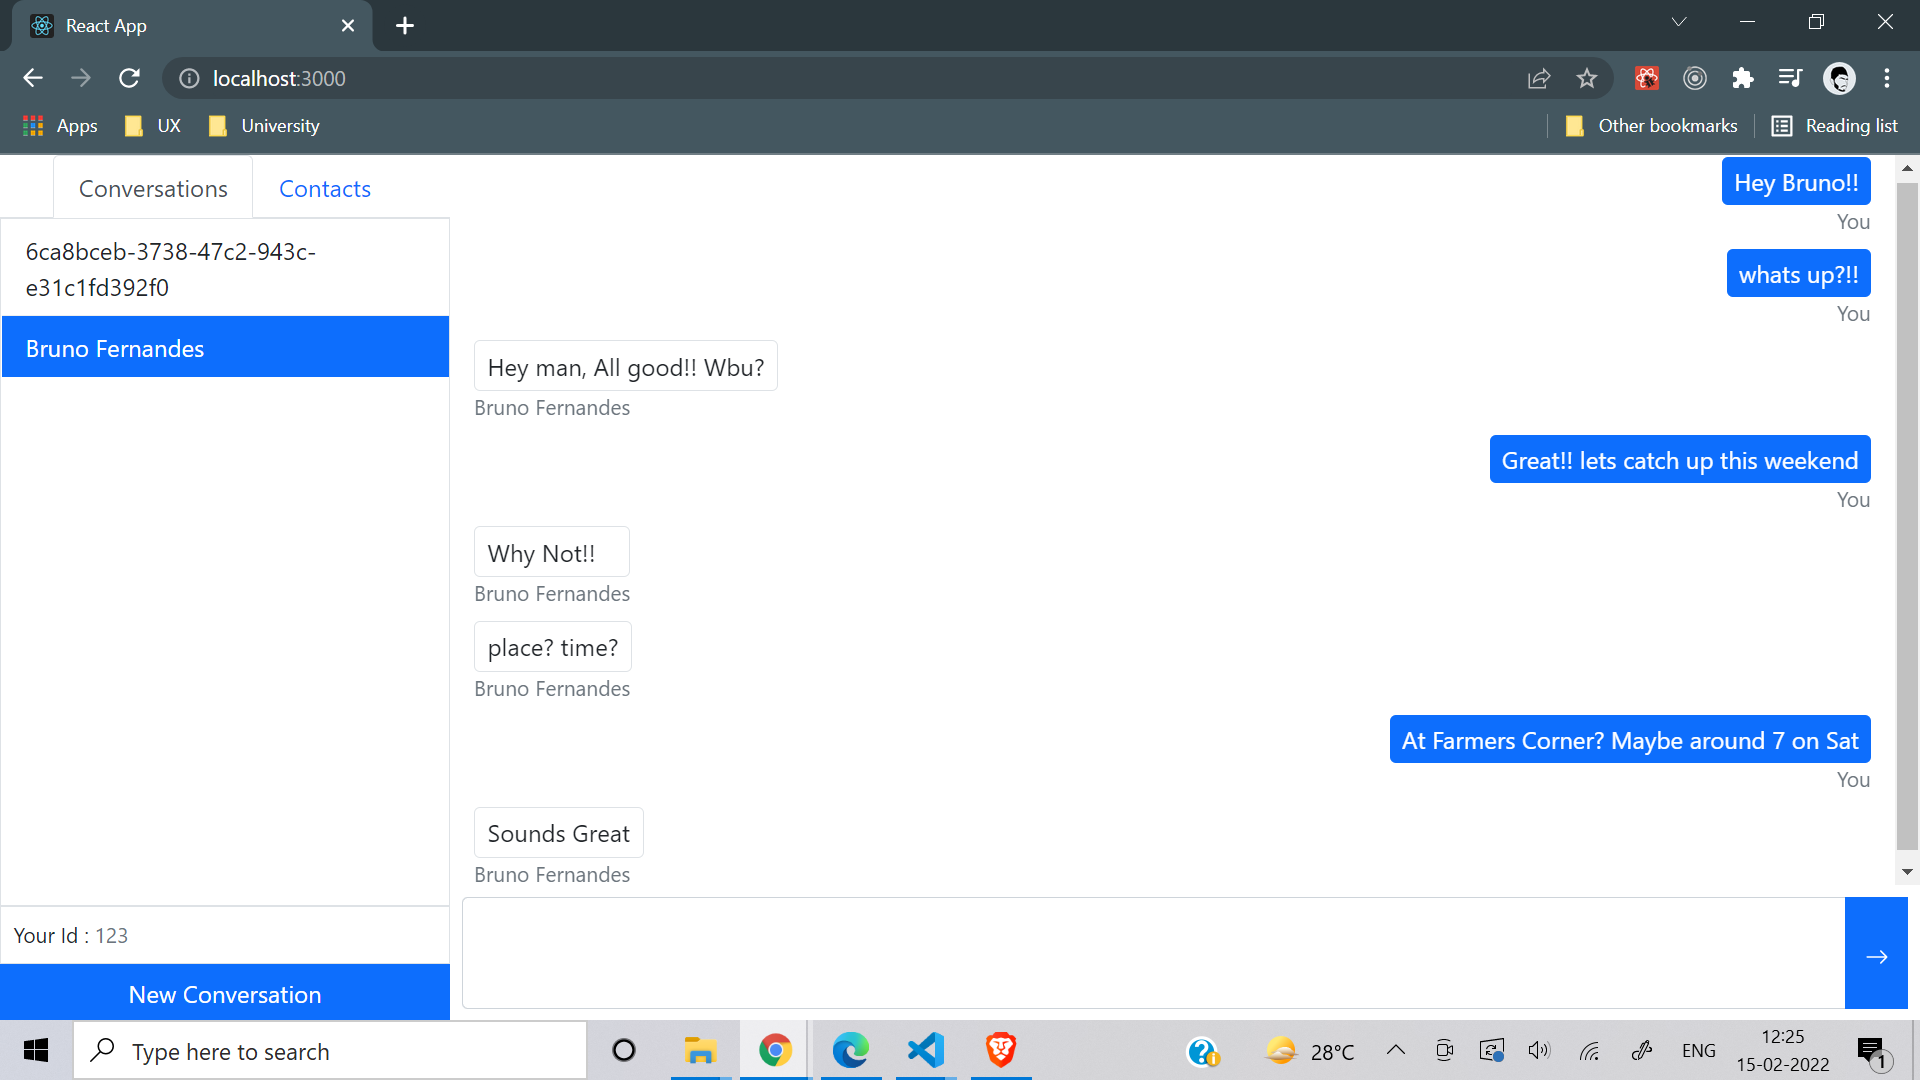 React App
localhost:3000
Apps
UX
University
Other bookmarks
Reading list
Conversations
Contacts
6ca8bceb-3738-47c2-943c-
e31c1fd392f0
Bruno Fernandes
Your Id : 123
New Conversation
Hey Bruno!!
You
whats up?!!
You
Hey man, All good!! Wbu?
Bruno Fernandes
Great!! lets catch up this weekend
You
Why Not!!
Bruno Fernandes
place? time?
Bruno Fernandes
At Farmers Corner? Maybe around 7 on Sat
You
Sounds Great
Bruno Fernandes
Type here to search
28°C
ENG
12:25
15-02-2022
1